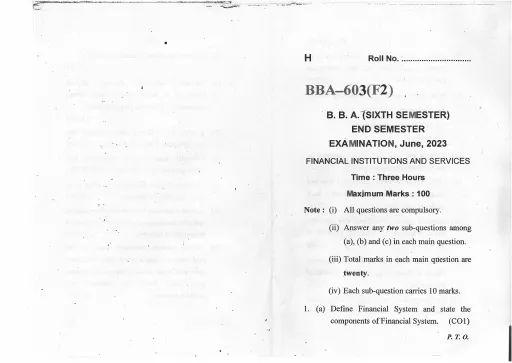 H Roll No. ..............................
BBA–603(F2)
B. B. A. (SIXTH SEMESTER)
END SEMESTER
EXAMINATION, June, 2023
FINANCIAL INSTITUTIONS AND SERVICES
Time : Three Hours
Maximum Marks : 100
Note : (i) All questions are compulsory.
(ii) Answer any two sub-questions among
(a), (b) and (c) in each main question.
(iii) Total marks in each main question are
twenty.
(iv) Each sub-question carries 10 marks.
1. (a) Define Financial System and state the
components of Financial System. (CO1)
P. T. O.